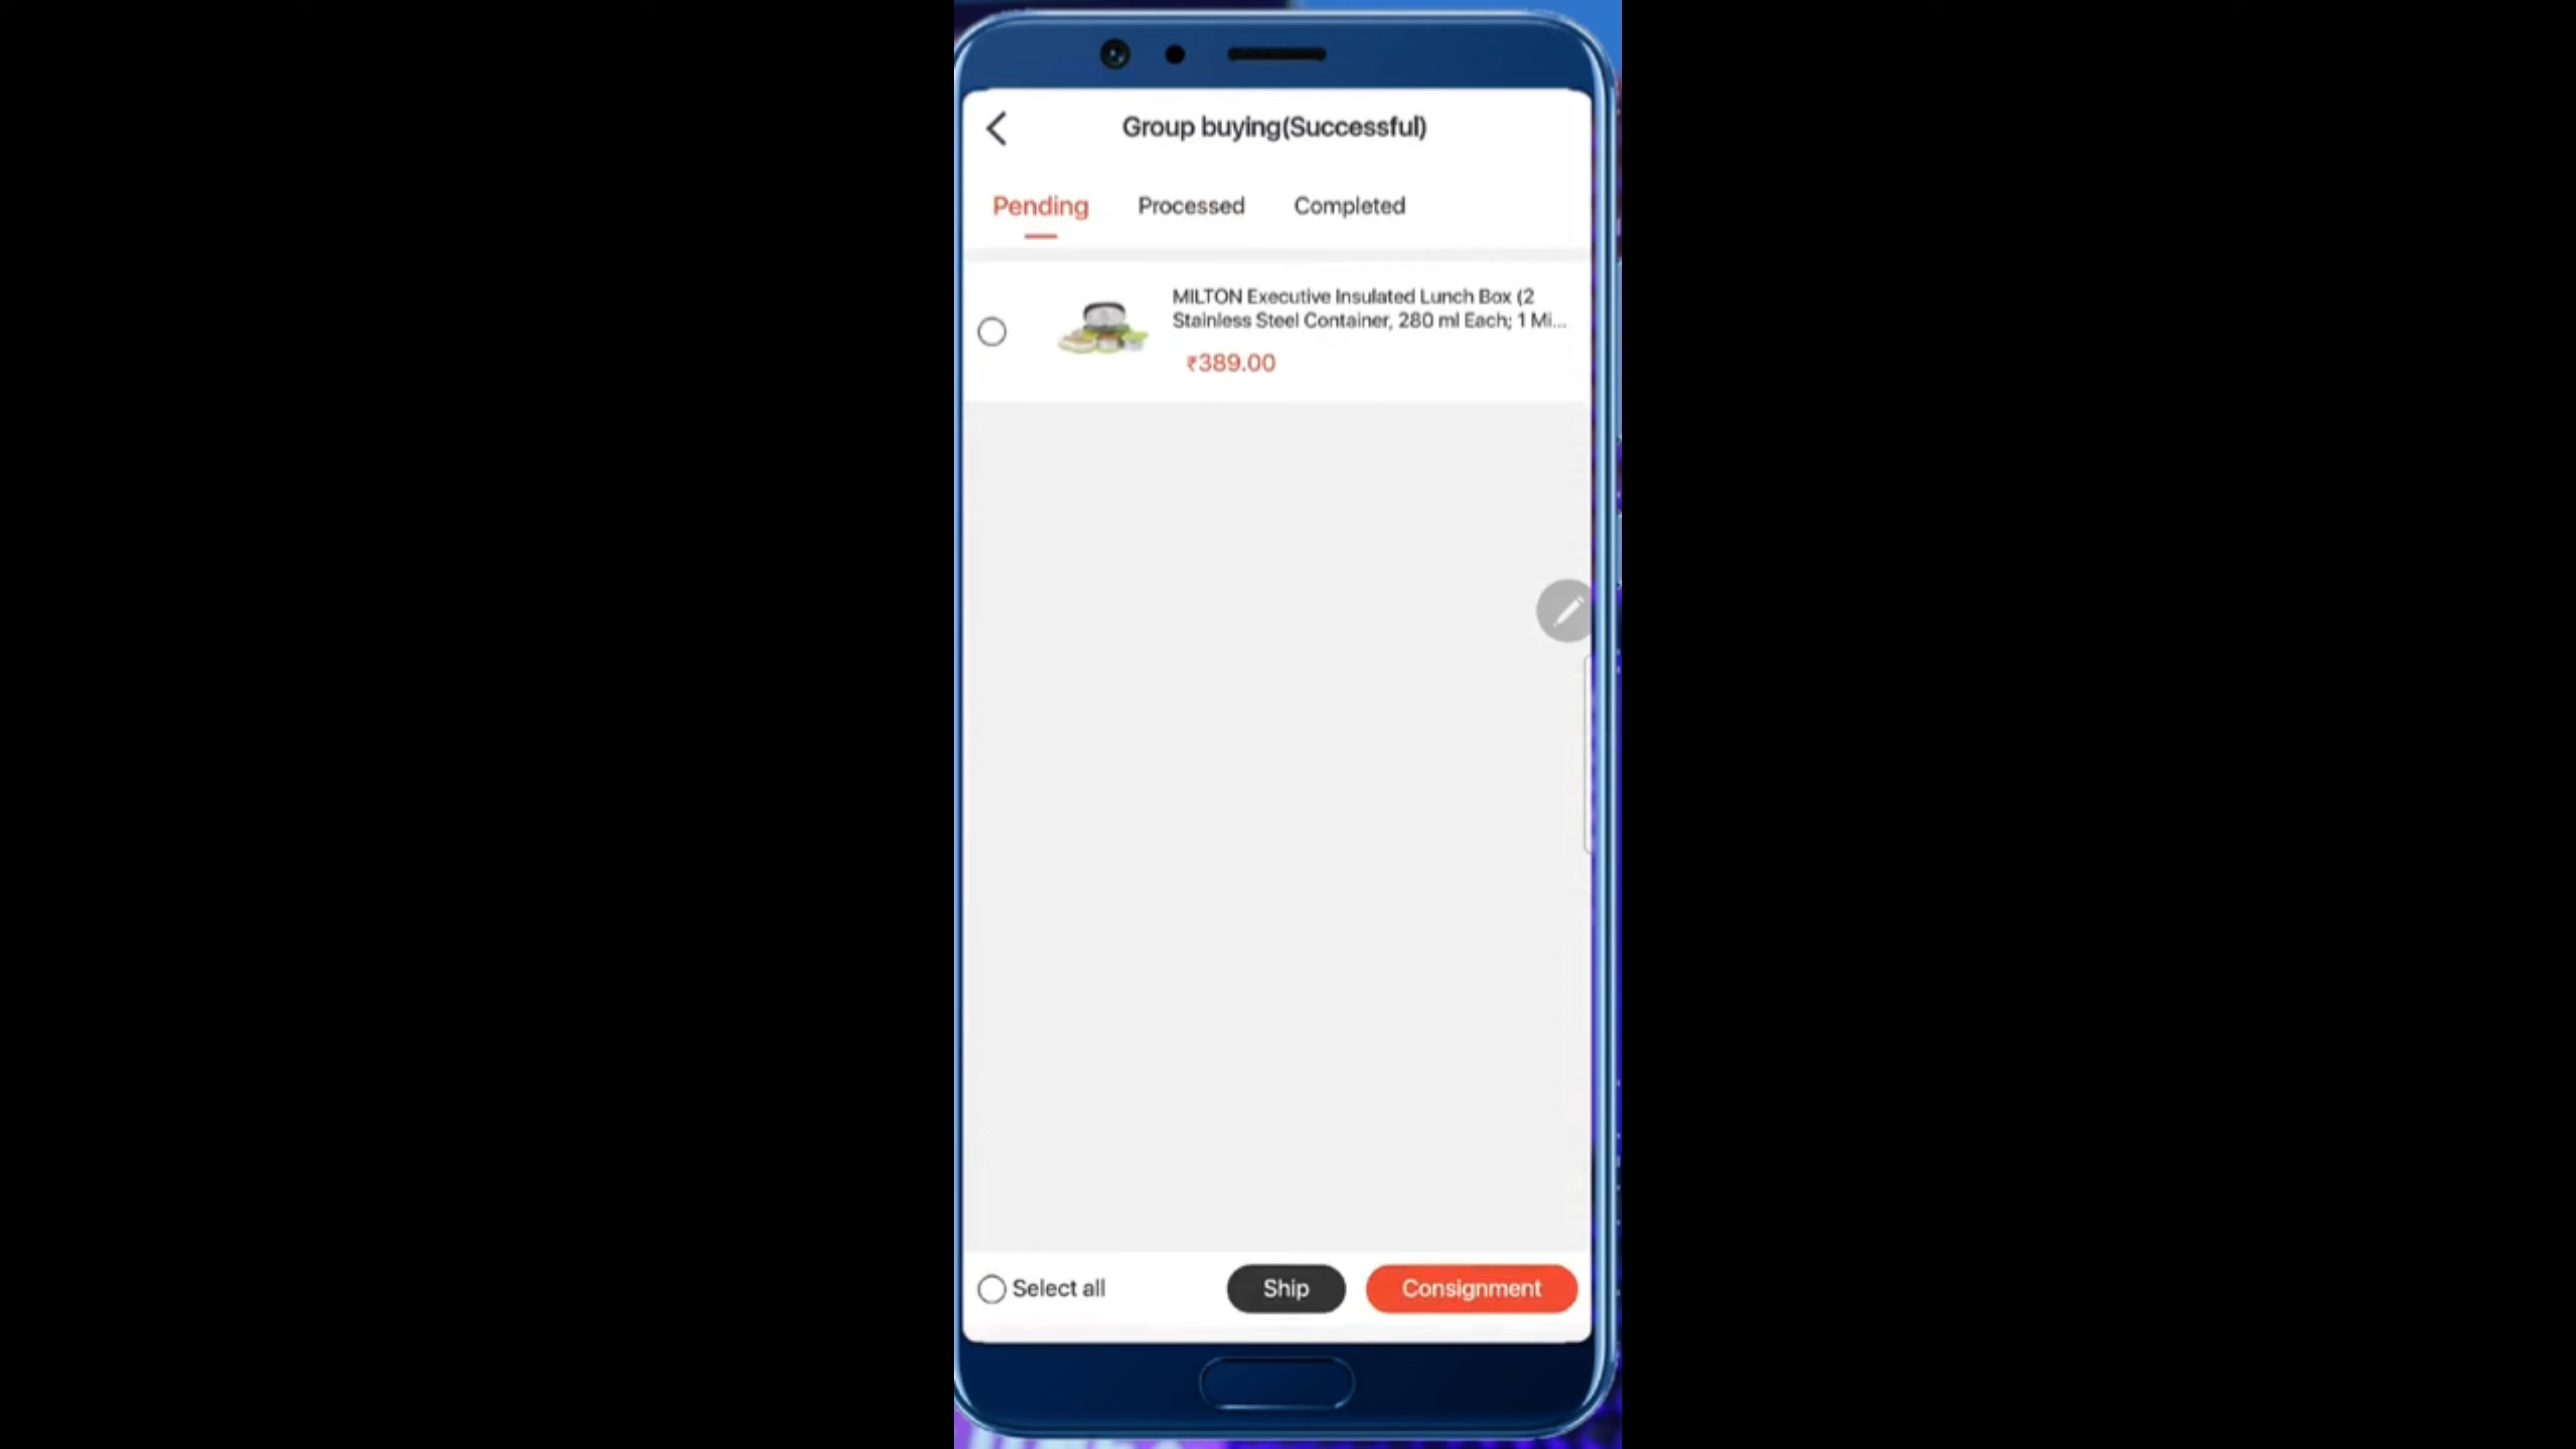 Group buying(Successful)
Pending Processed Completed
MILTON Executive Insulated Lunch Box (2
Stainless Steel Container, 280 ml Each; 1 Mi...
₹389.00
Select all Ship Consignment